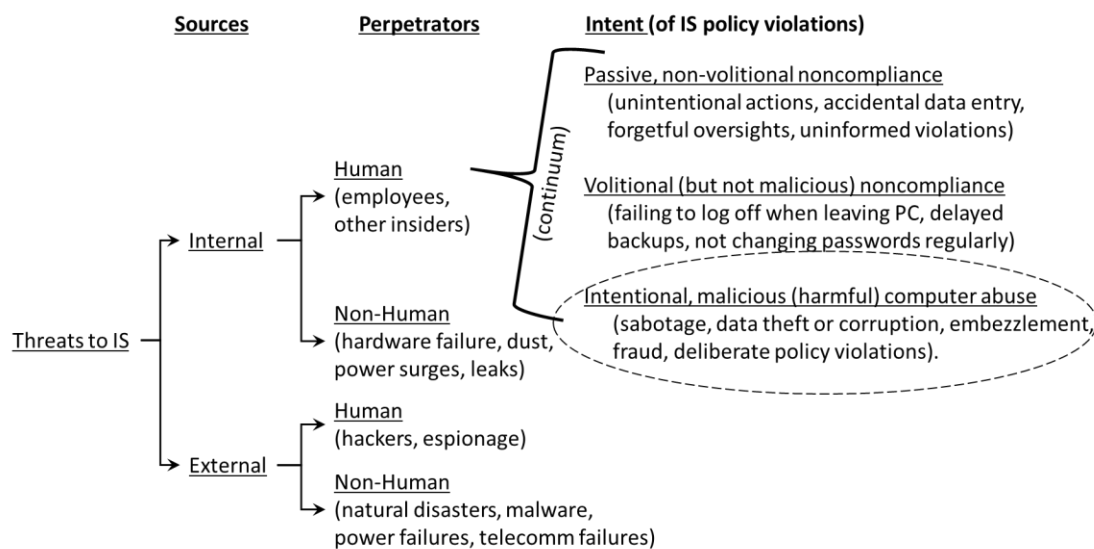 Sources
Perpetrators
Intent (of IS policy violations)
Passive, non-volitional noncompliance
(unintentional actions, accidental data entry,
forgetful oversights, uninformed violations)
(continuum)
Human
(employees,
other insiders)
Volitional (but not malicious) noncompliance
(failing to log off when leaving PC, delayed
backups, not changing passwords regularly)
Internal
Intentional, malicious (harmful) computer abuse
(sabotage, data theft or corruption, embezzlement,
fraud, deliberate policy violations).
Non-Human
(hardware failure, dust,
power surges, leaks)
Threats to IS
Human
(hackers, espionage)
External
Non-Human
(natural disasters, malware,
power failures, telecomm failures)